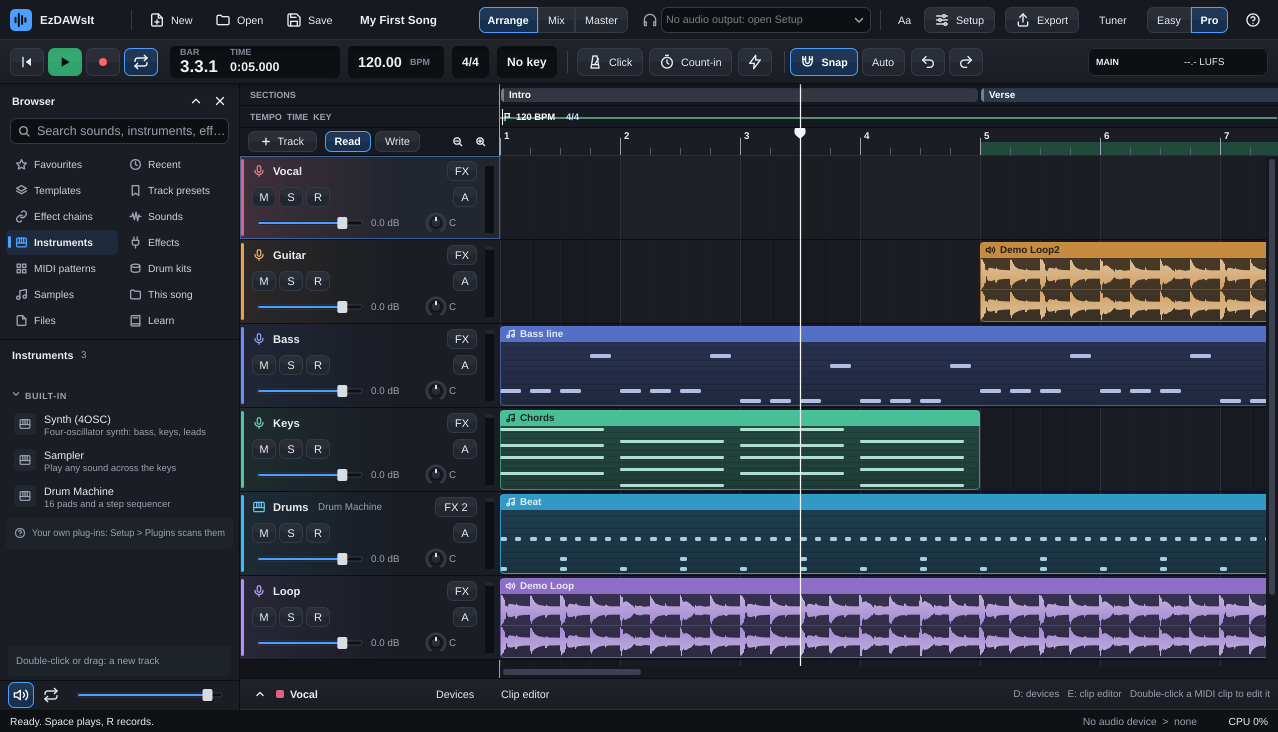 EzDAWsIt New Open Save My First Song Arrange Mix Master No audio output: open Setup Aa Setup Export Tuner Easy Pro
BAR TIME
3.3.1 0:05.000 120.00 BPM 4/4 No key Click Count-in Snap Auto MAIN --.- LUFS
Browser
Search sounds, instruments, eff...
Favourites Recent
Templates Track presets
Effect chains Sounds
Instruments Effects
MIDI patterns Drum kits
Samples This song
Files Learn
Instruments 3
BUILT-IN
Synth (4OSC)
Four-oscillator synth: bass, keys, leads
Sampler
Play any sound across the keys
Drum Machine
16 pads and a step sequencer
Your own plug-ins: Setup > Plugins scans them
Double-click or drag: a new track
SECTIONS Intro Verse
TEMPO TIME KEY 120 BPM 4/4
Track Read Write 1 2 3 4 5 6 7
Vocal FX
M S R A
0.0 dB C
Guitar FX Demo Loop2
M S R A
0.0 dB C
Bass FX Bass line
M S R A
0.0 dB C
Keys FX Chords
M S R A
0.0 dB C
Drums Drum Machine FX 2 Beat
M S R A
0.0 dB C
Loop FX Demo Loop
M S R A
0.0 dB C
Vocal Devices Clip editor D: devices E: clip editor Double-click a MIDI clip to edit it
Ready. Space plays, R records. No audio device > none CPU 0%